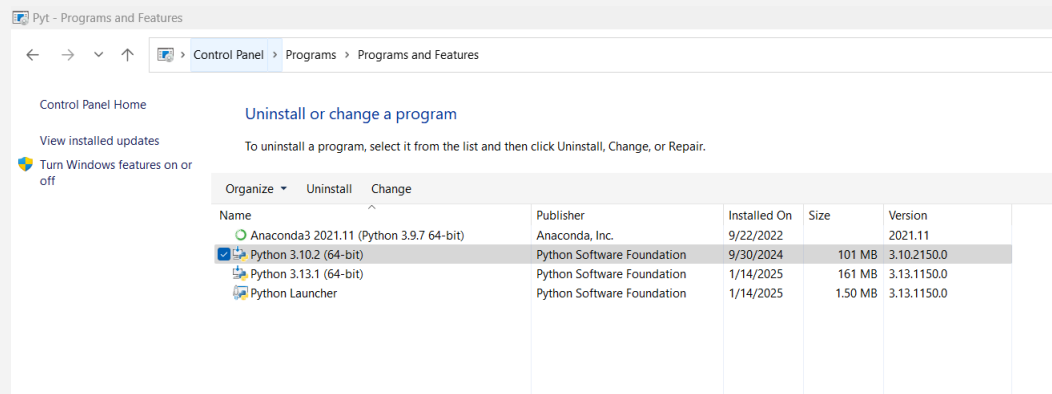 Pyt - Programs and Features
Control Panel Programs Programs and Features
Control Panel Home
View installed updates
Turn Windows features on or
off
Uninstall or change a program
To uninstall a program, select it from the list and then click Uninstall, Change, or Repair.
Organize Uninstall Change
Name Publisher Installed On Size Version
Anaconda3 2021.11 (Python 3.9.7 64-bit) Anaconda, Inc. 9/22/2022 2021.11
Python 3.10.2 (64-bit) Python Software Foundation 9/30/2024 101 MB 3.10.2150.0
Python 3.13.1 (64-bit) Python Software Foundation 1/14/2025 161 MB 3.13.1150.0
Python Launcher Python Software Foundation 1/14/2025 1.50 MB 3.13.1150.0